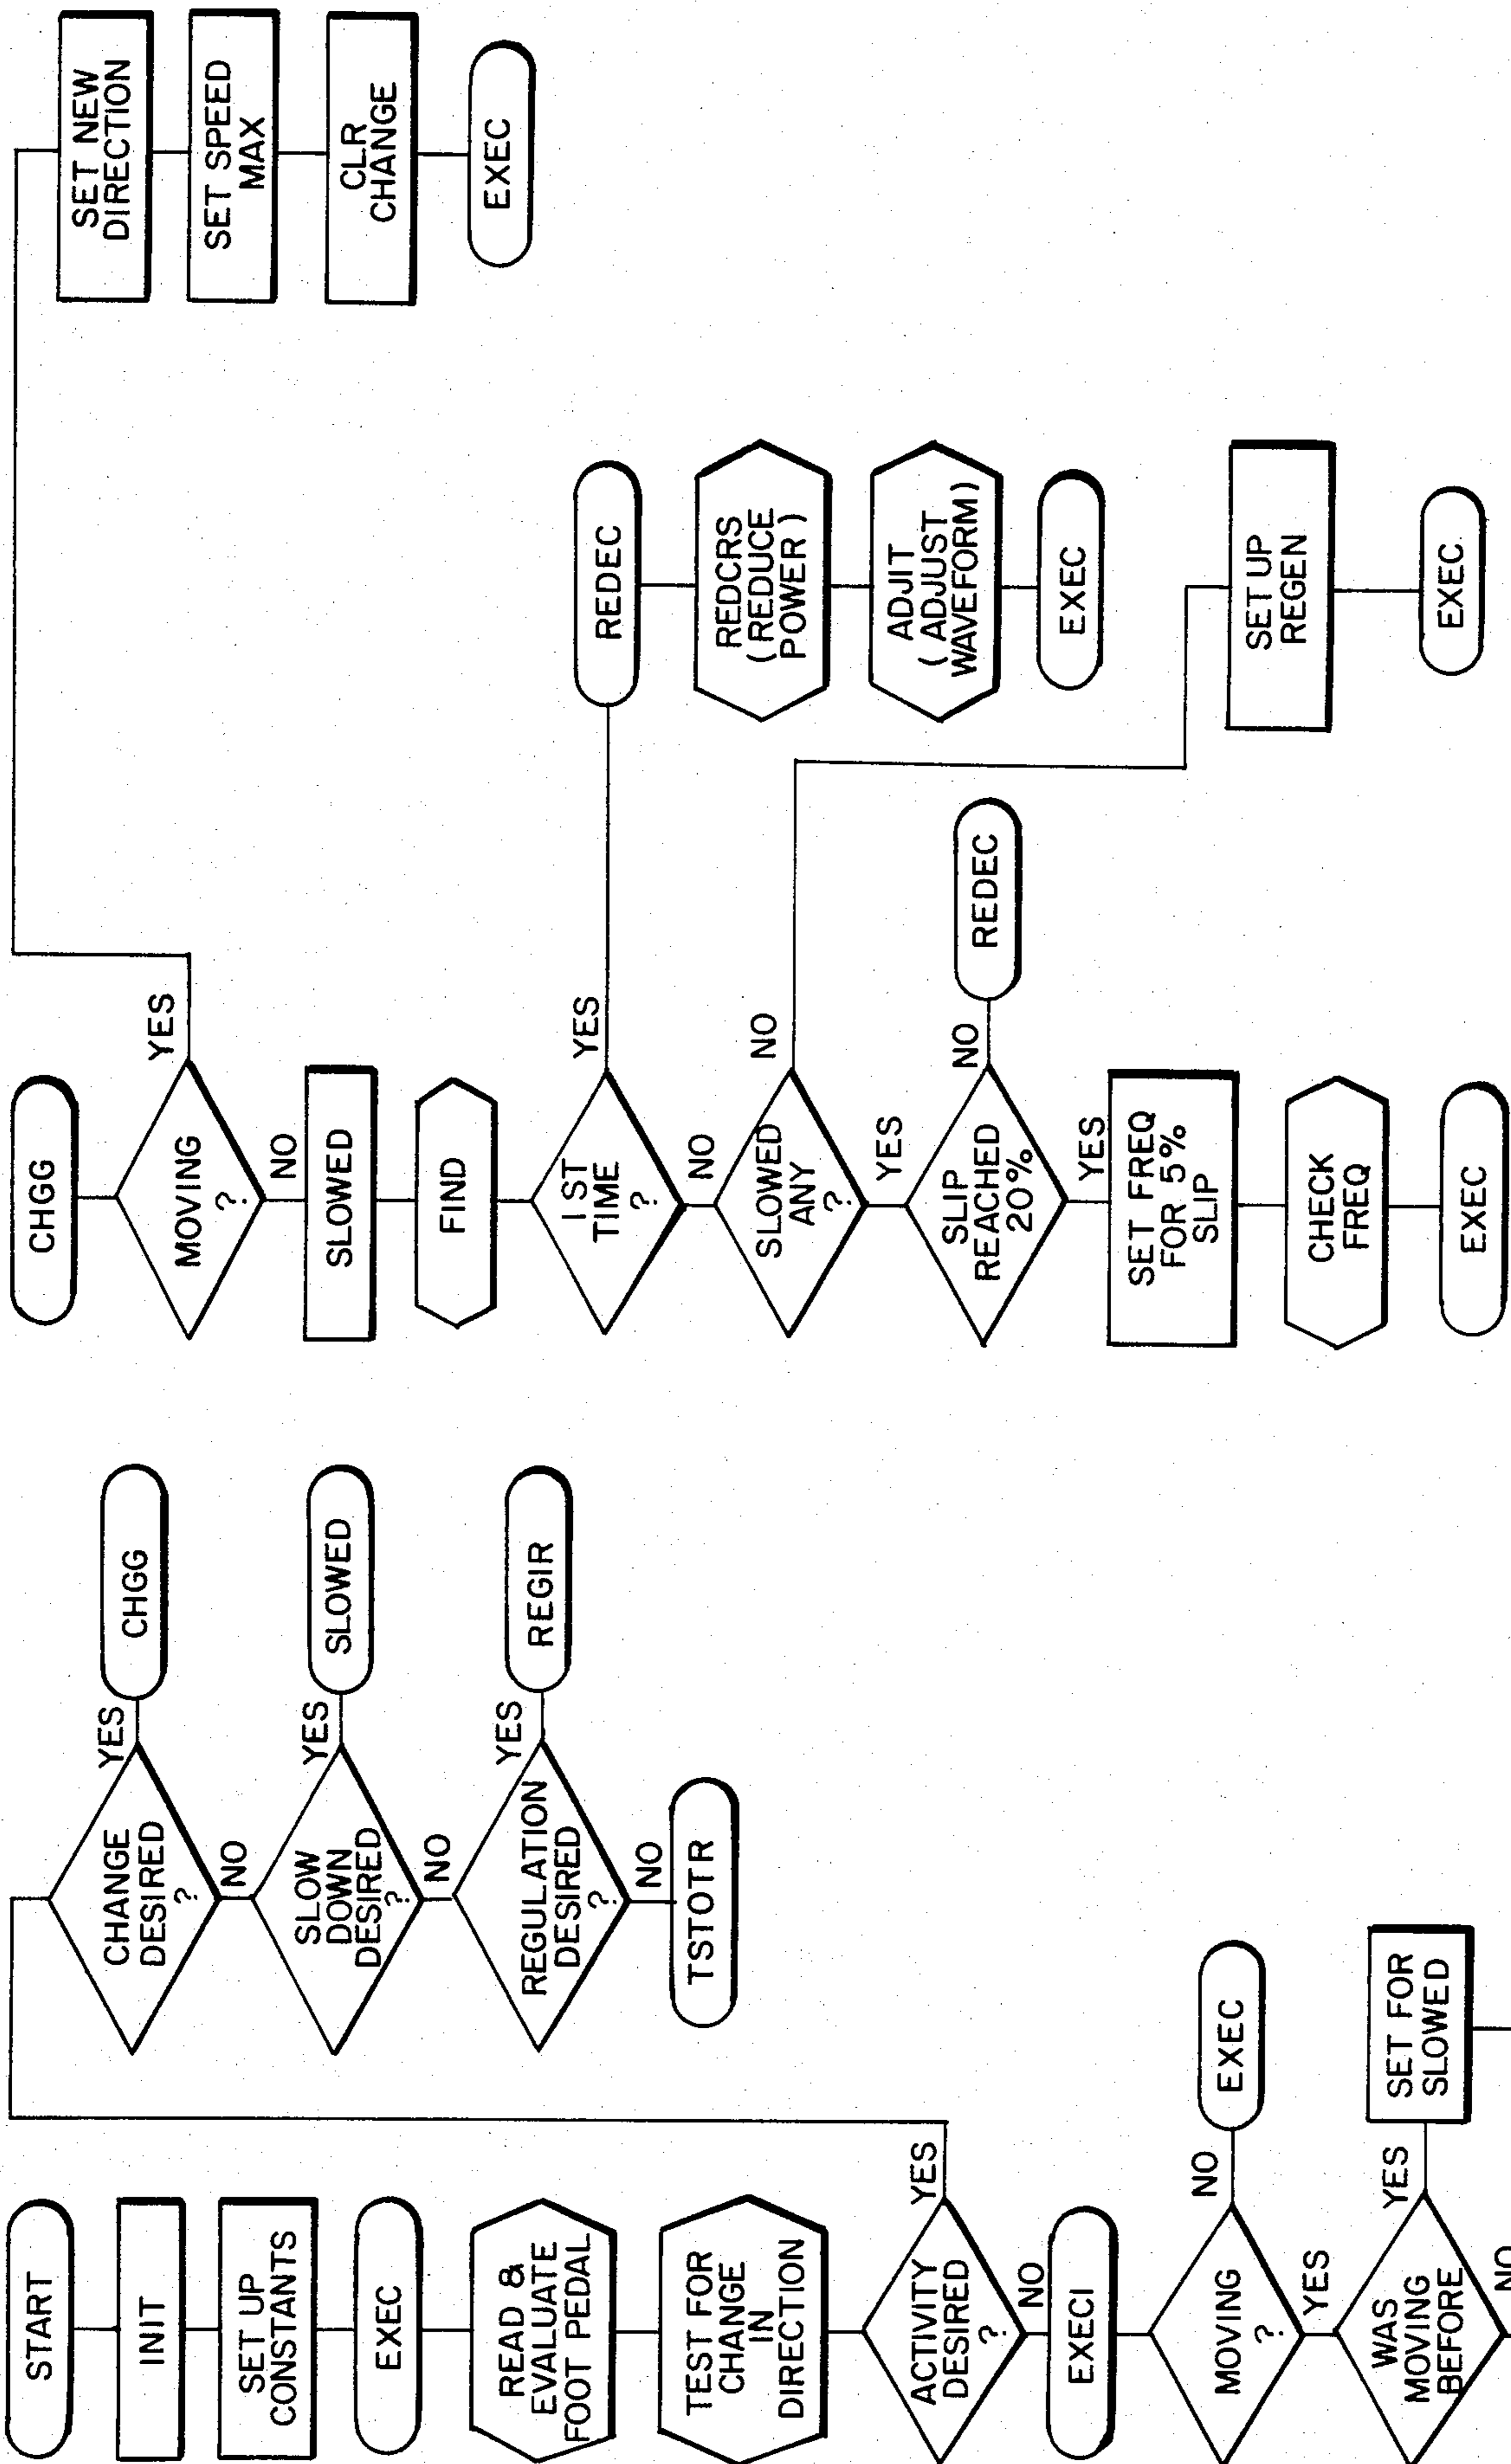 START
INIT
SET UP
CONSTANTS
EXEC
READ &
EVALUATE
FOOT PEDAL
TEST FOR
CHANGE
IN
DIRECTION
ACTIVITY
DESIRED
?
YES
NO
EXECI
MOVING
?
NO
EXEC
YES
WAS
MOVING
BEFORE
YES
SET FOR
SLOWED
NO
CHANGE
DESIRED
?
YES
CHGG
NO
SLOW
DOWN
DESIRED
?
YES
SLOWED
NO
REGULATION
DESIRED
?
YES
REGIR
NO
TSTOTR
CHGG
MOVING
?
YES
NO
SLOWED
FIND
1 ST
TIME
?
YES
NO
SLOWED
ANY
?
NO
YES
SLIP
REACHED
20%
NO
REDEC
YES
SET FREQ
FOR 5%
SLIP
CHECK
FREQ
EXEC
REDEC
REDCRS
(REDUCE
POWER)
ADJIT
(ADJUST
WAVEFORM)
EXEC
SET UP
REGEN
EXEC
SET NEW
DIRECTION
SET SPEED
MAX
CLR
CHANGE
EXEC